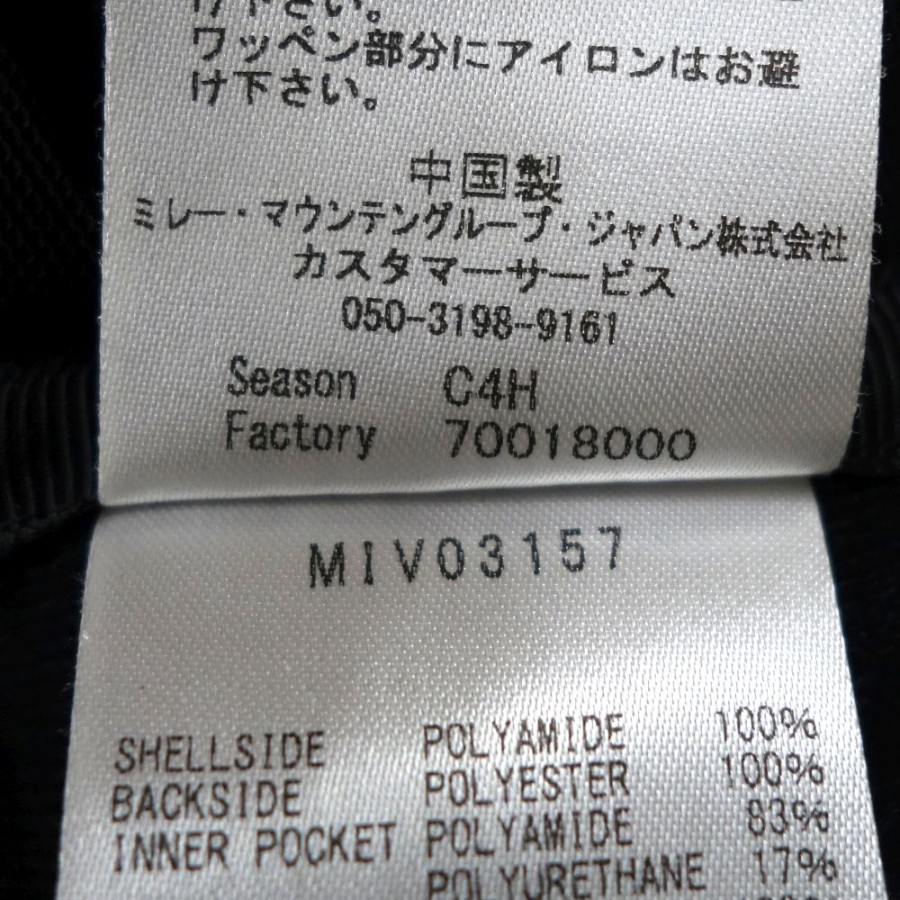 け下さい。
ワッペン部分にアイロンはお避
け下さい。
中国製
ミレー・マウンテングループ・ジャパン株式会社
カスタマーサービス
050-3198-9161
Season C4H
Factory 70018000
MIV03157
SHELLSIDE POLYAMIDE 100%
BACKSIDE POLYESTER 100%
INNER POCKET POLYAMIDE 83%
POLYURETHANE 17%